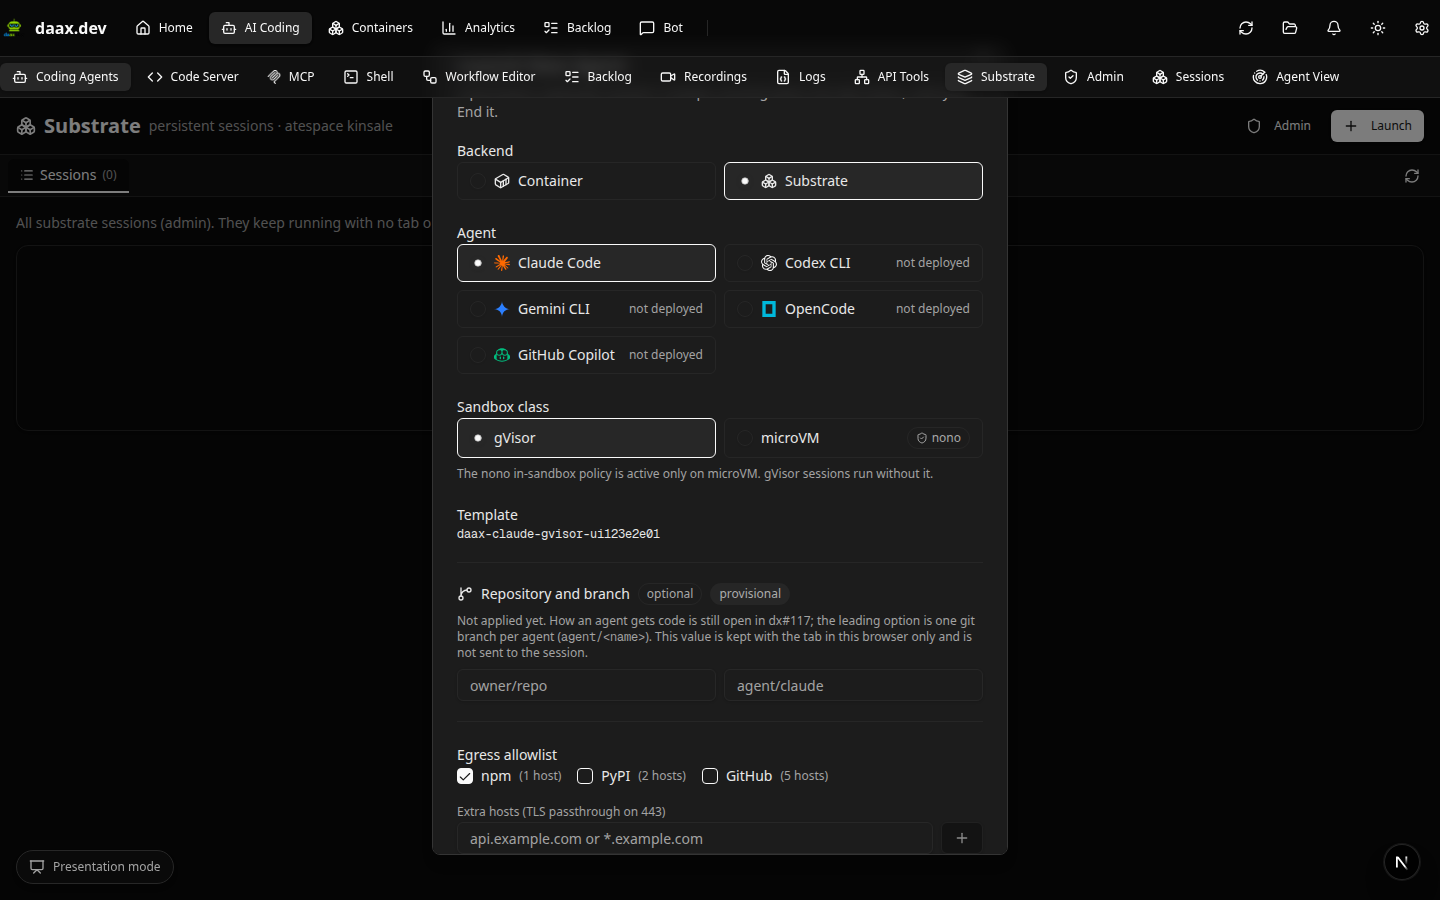 daax.dev
Home
AI Coding
Containers
Analytics
Backlog
Bot
Coding Agents
Code Server
MCP
Shell
Workflow Editor
Backlog
Recordings
Logs
API Tools
Substrate
Admin
Sessions
Agent View
Substrate persistent sessions · atespace kinsale
Admin
Launch
Sessions (0)
All substrate sessions (admin). They keep running with no tab o
End it.
Backend
Container
Substrate
Agent
Claude Code
Codex CLI not deployed
Gemini CLI not deployed
OpenCode not deployed
GitHub Copilot not deployed
Sandbox class
gVisor
microVM nono
The nono in-sandbox policy is active only on microVM. gVisor sessions run without it.
Template
daax-claude-gvisor-ui123e2e01
Repository and branch optional provisional
Not applied yet. How an agent gets code is still open in dx#117; the leading option is one git
branch per agent (agent/<name>). This value is kept with the tab in this browser only and is
not sent to the session.
owner/repo
agent/claude
Egress allowlist
npm (1 host) PyPI (2 hosts) GitHub (5 hosts)
Extra hosts (TLS passthrough on 443)
api.example.com or *.example.com
Presentation mode
N